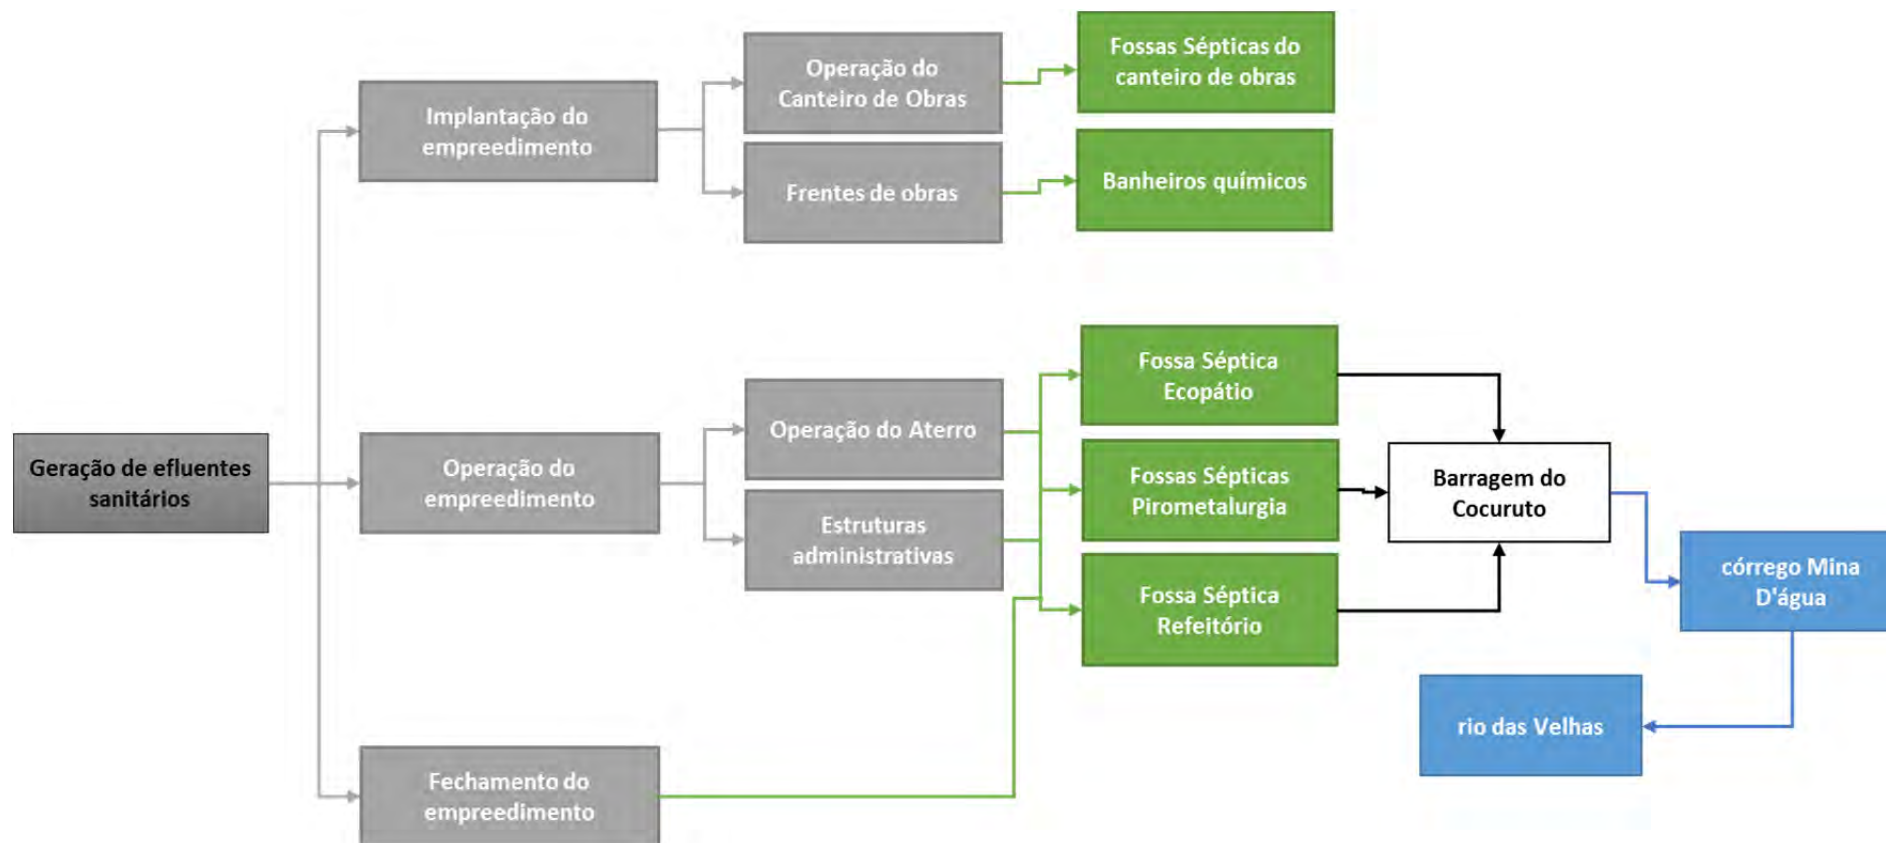 Geração de efluentes
sanitários
Implantação do
empreedimento
Operação do
Canteiro de Obras
Fossas Sépticas do
canteiro de obras
Frentes de obras
Banheiros químicos
Operação do
empreedimento
Operação do Aterro
Estruturas
administrativas
Fossa Séptica
Ecopátio
Fossas Sépticas
Pirometalurgia
Fossa Séptica
Refeitório
Barragem do
Cocuruto
córrego Mina
D'água
rio das Velhas
Fechamento do
empreedimento